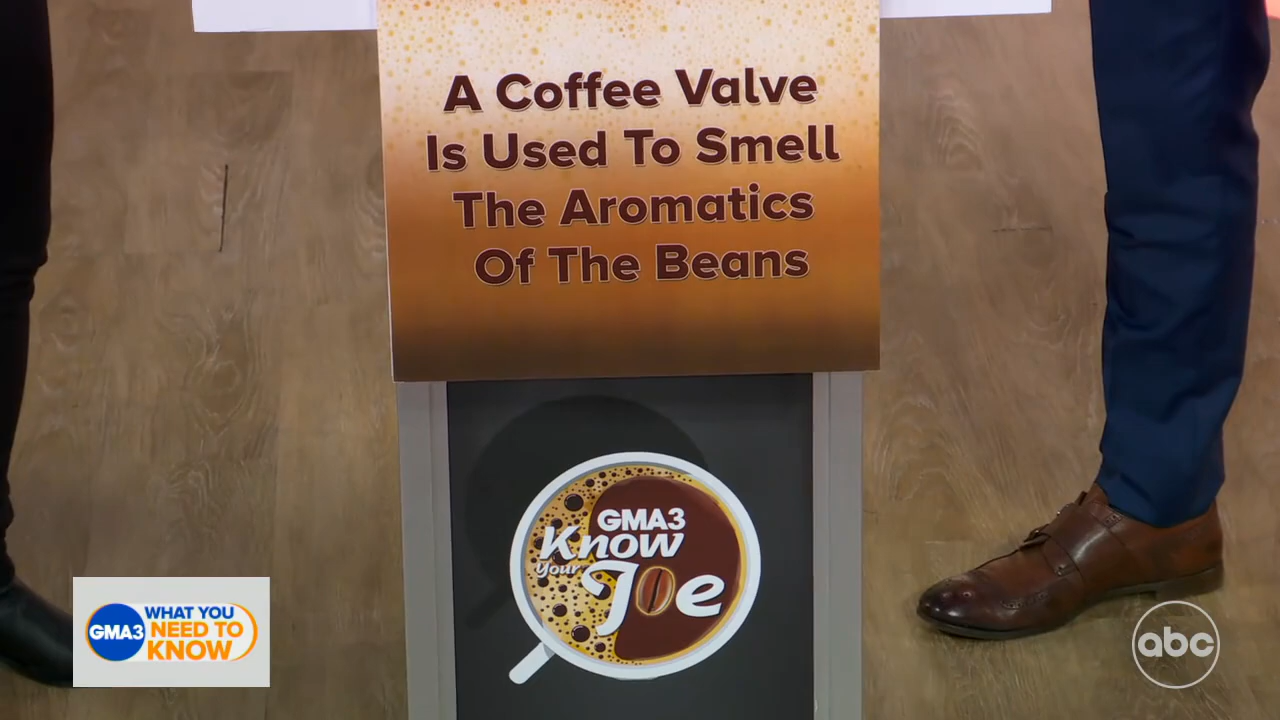 A Coffee Valve
Is Used To Smell
The Aromatics
Of The Beans
GMA3
Know
Your
Joe
GMA3
WHAT YOU
NEED TO
KNOW
abc